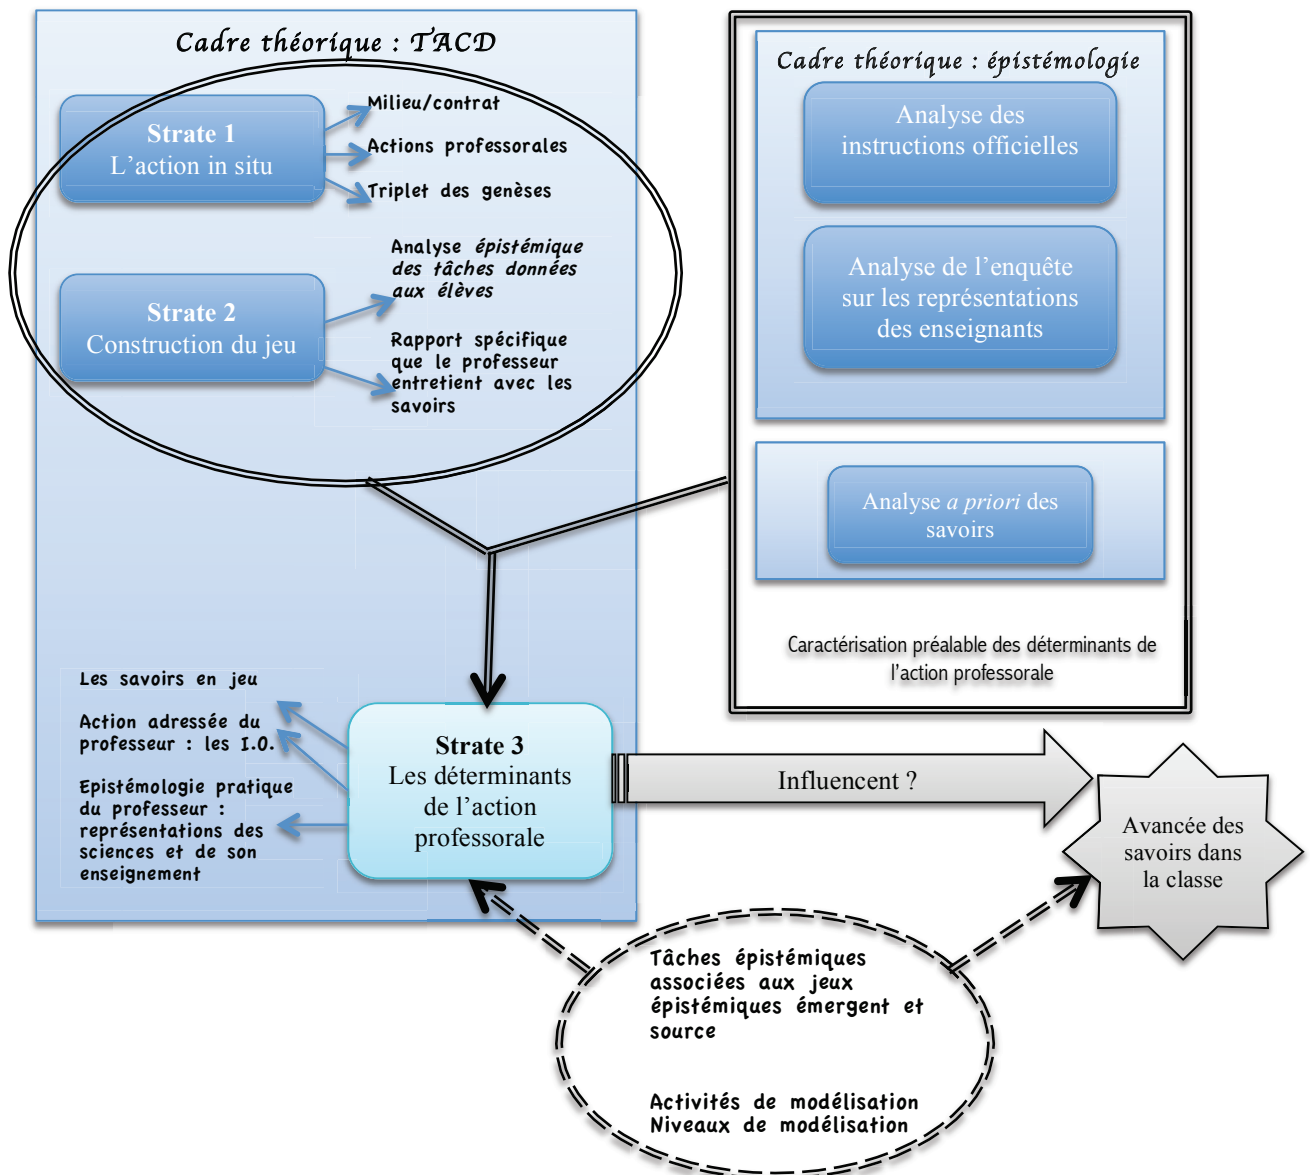 Cadre théorique : TACD
Strate 1
L'action in situ
Milieu/contrat
Actions professorales
Triplet des genèses
Strate 2
Construction du jeu
Analyse épistémique
des tâches données
aux élèves
Rapport spécifique
que le professeur
entretient avec les
savoirs
Cadre théorique : épistémologie
Analyse des
instructions officielles
Analyse de l'enquête
sur les représentations
des enseignants
Analyse a priori des
savoirs
Caractérisation préalable des déterminants de
l'action professorale
Les savoirs en jeu
Action adressée du
professeur : les I.O.
Epistémologie pratique
du professeur :
représentations des
sciences et de son
enseignement
Strate 3
Les déterminants
de l'action
professorale
Influencent ?
Avancée des
savoirs dans
la classe
Tâches épistémiques
associées aux jeux
épistémiques émergent et
source
Activités de modélisation
Niveaux de modélisation